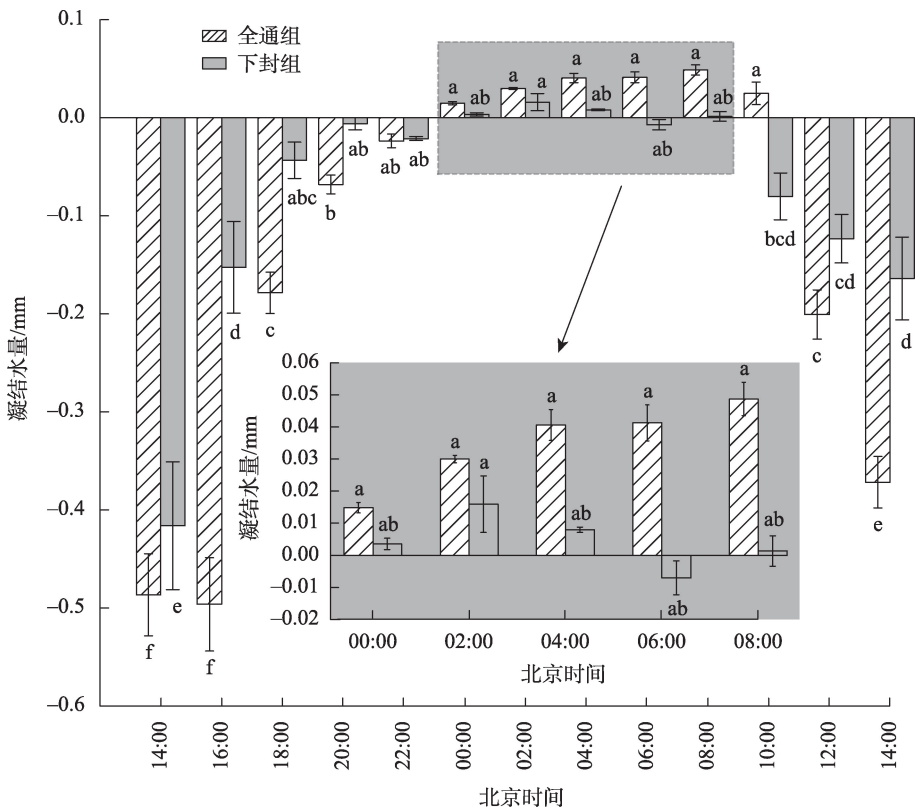 0.1
全通组
下封组
a
ab
a
a
a
ab
a
a
ab
a
0.0
ab
ab
ab
ab
abc
b
bcd
−0.1
cd
d
c
c
d
−0.2
−0.3
凝结水量/mm
−0.4
e
−0.5
e
f
f
−0.6
0.06
0.05
0.04
0.03
0.02
0.01
0.00
−0.01
−0.02
凝结水量/mm
a
ab
a
a
a
ab
a
ab
a
ab
00:00
02:00
04:00
06:00
08:00
北京时间
14:00
16:00
18:00
20:00
22:00
00:00
02:00
04:00
06:00
08:00
10:00
12:00
14:00
北京时间